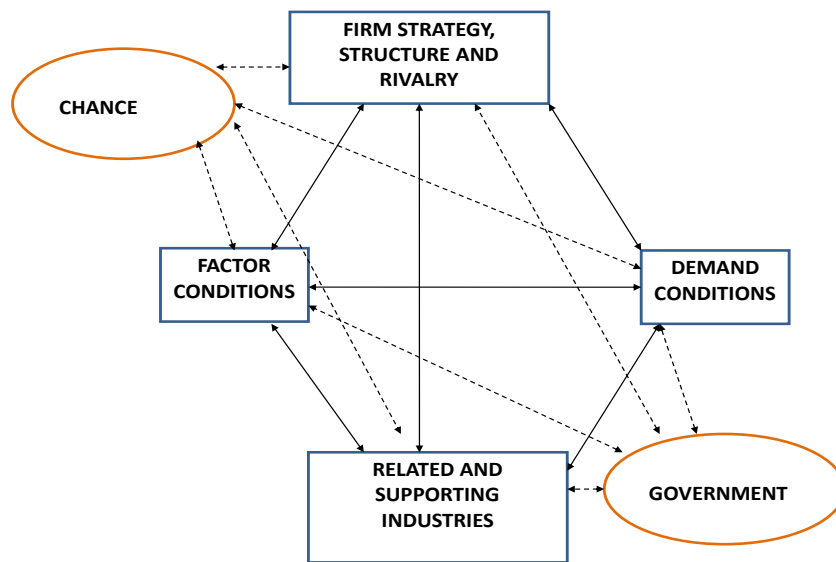 FIRM STRATEGY,
STRUCTURE AND
RIVALRY
CHANCE
FACTOR
CONDITIONS
DEMAND
CONDITIONS
RELATED AND
SUPPORTING
INDUSTRIES
GOVERNMENT